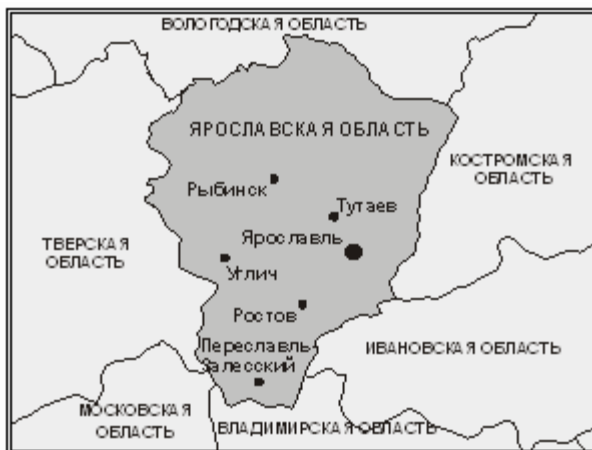 ВОЛОГОДСКАЯ ОБЛАСТЬ
ЯРОСЛАВСКАЯ ОБЛАСТЬ
КОСТРОМСКАЯ
ОБЛАСТЬ
Рыбинск
Тутаев
Ярославль
ТВЕРСКАЯ
ОБЛАСТЬ
Углич
Ростов
Переславль-
Залесский
ИВАНОВСКАЯ ОБЛАСТЬ
МОСКОВСКАЯ
ОБЛАСТЬ
ВЛАДИМИРСКАЯ ОБЛАСТЬ